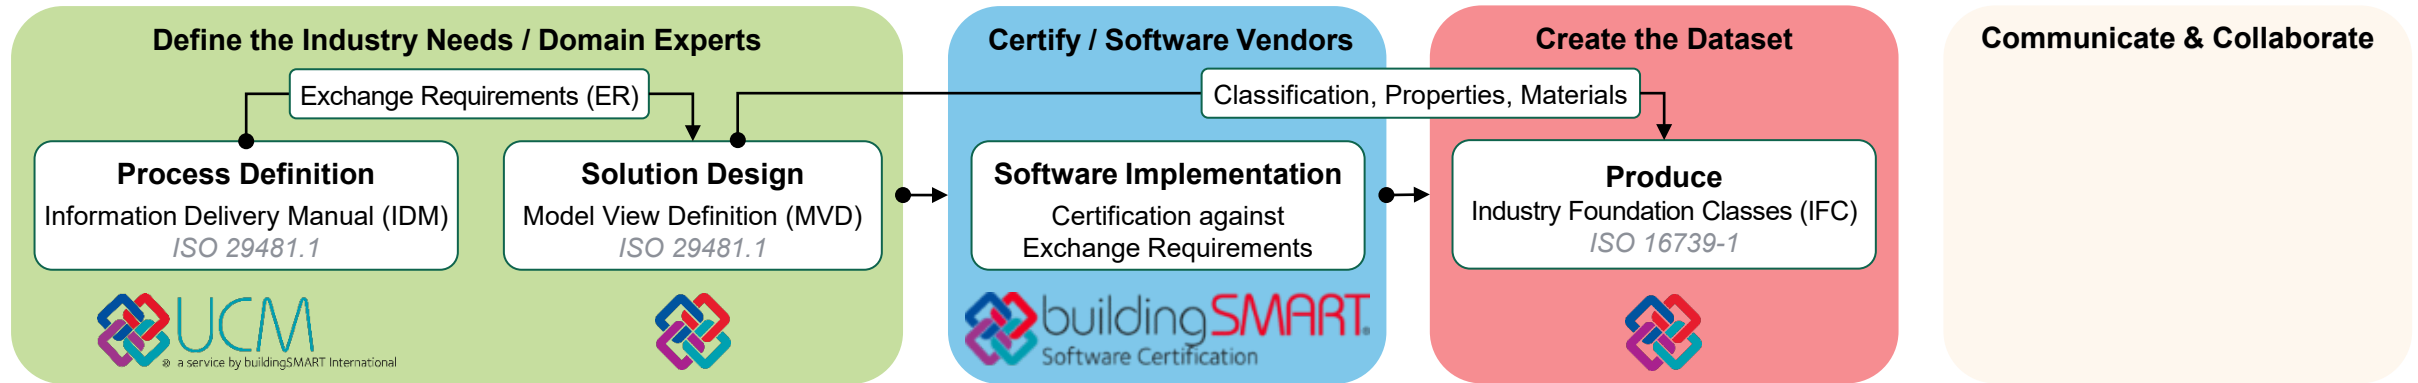 Define the Industry Needs / Domain Experts
Exchange Requirements (ER)
Process Definition
Information Delivery Manual (IDM)
ISO 29481.1
Solution Design
Model View Definition (MVD)
ISO 29481.1
UCM
® a service by buildingSMART International
Certify / Software Vendors
Classification, Properties, Materials
Software Implementation
Certification against
Exchange Requirements
buildingSMART®
Software Certification
Create the Dataset
Produce
Industry Foundation Classes (IFC)
ISO 16739-1
Communicate & Collaborate